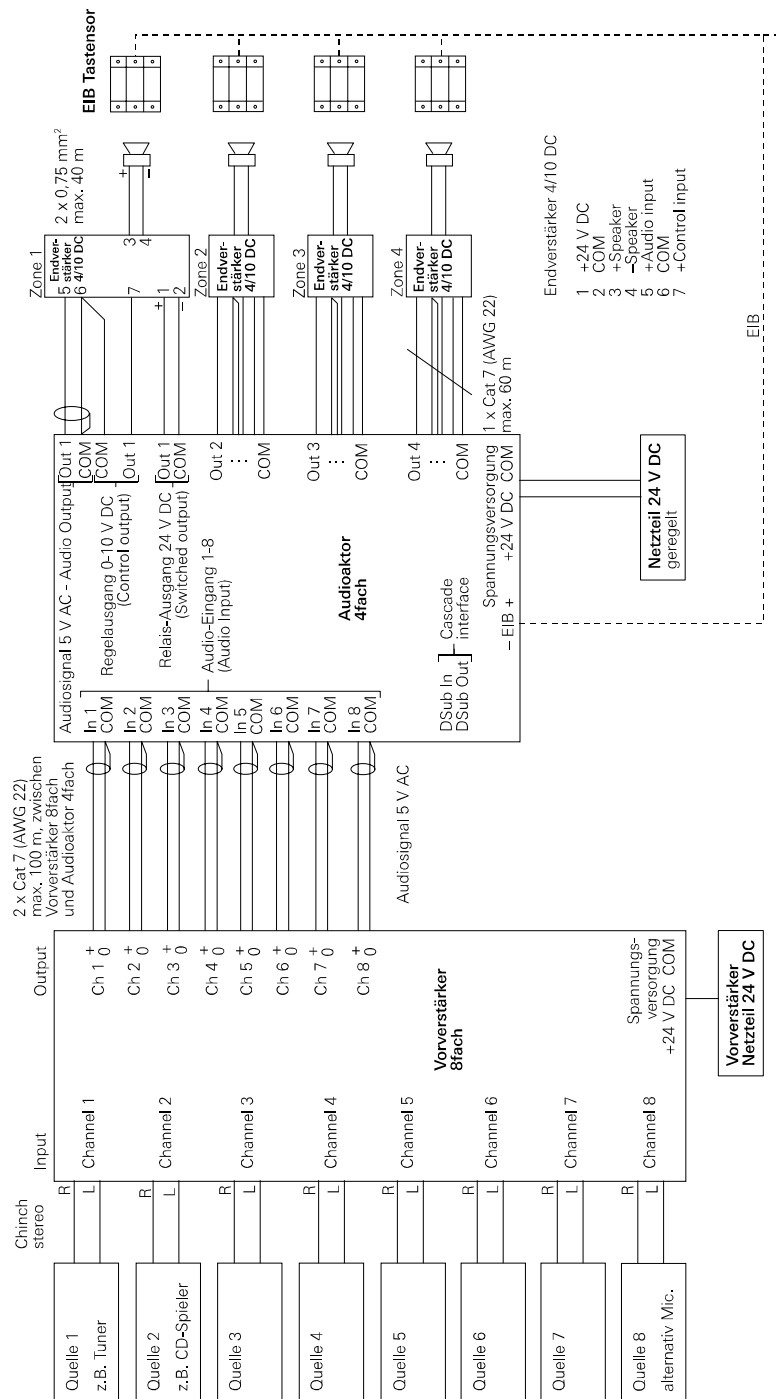 Chinch
stereo
Quelle 1
z.B. Tuner
Quelle 2
z.B. CD-Spieler
Quelle 3
Quelle 4
Quelle 5
Quelle 6
Quelle 7
Quelle 8
alternativ Mic.
R
L
R
L
R
L
R
L
R
L
R
L
R
L
R
L
Input
Channel 1
Channel 2
Channel 3
Channel 4
Channel 5
Channel 6
Channel 7
Channel 8
Vorverstärker
8fach
Output
Ch 1 +
0
Ch 2 +
0
Ch 3 +
0
Ch 4 +
0
Ch 5 +
0
Ch 6 +
0
Ch 7 +
0
Ch 8 +
0
Spannungs-
versorgung
+24 V DC COM
Vorverstärker
Netzteil 24 V DC
2 x Cat 7 (AWG 22)
max. 100 m, zwischen
Vorverstärker 8fach
und Audioaktor 4fach
Audiosignal 5 V AC
In 1
COM
In 2
COM
In 3
COM
In 4
COM
In 5
COM
In 6
COM
In 7
COM
In 8
COM
Audiosignal 5 V AC - Audio Output
Regelausgang 0-10 V DC
(Control output)
Relais-Ausgang 24 V DC
(Switched output)
Audio-Eingang 1-8
(Audio Input)
Audioaktor
4fach
DSub In
DSub Out
Cascade
interface
Out 1
COM
COM
Out 1
Out 1
COM
Out 2
...
COM
Out 3
...
COM
Out 4
...
COM
Spannungsversorgung
– EIB + +24 V DC COM
Netzteil 24 V DC
geregelt
1 x Cat 7 (AWG 22)
max. 60 m
Zone 1
5
6
7
+ 1
– 2
Endver-
stärker
4/10 DC
3
4
Zone 2
Endver-
stärker
4/10 DC
Zone 3
Endver-
stärker
4/10 DC
Zone 4
Endver-
stärker
4/10 DC
2 x 0,75 mm²
max. 40 m
+
–
EIB Tastensor
Endverstärker 4/10 DC
1 +24 V DC
2 COM
3 +Speaker
4 –Speaker
5 +Audio input
6 COM
7 +Control input
EIB